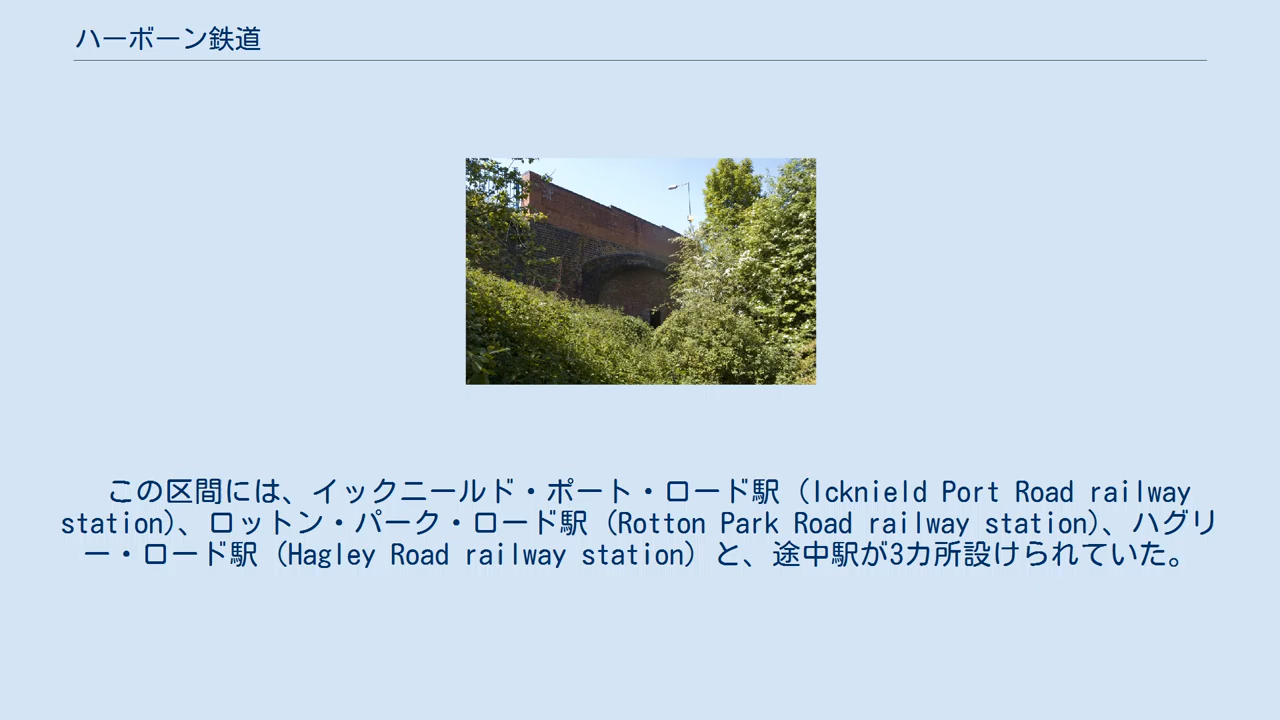 ハーボーン鉄道
この区間には、イックニールド・ポート・ロード駅 (Icknield Port Road railway
station)、ロットン・パーク・ロード駅 (Rotton Park Road railway station)、ハグリ
ー・ロード駅 (Hagley Road railway station) と、途中駅が3カ所設けられていた。